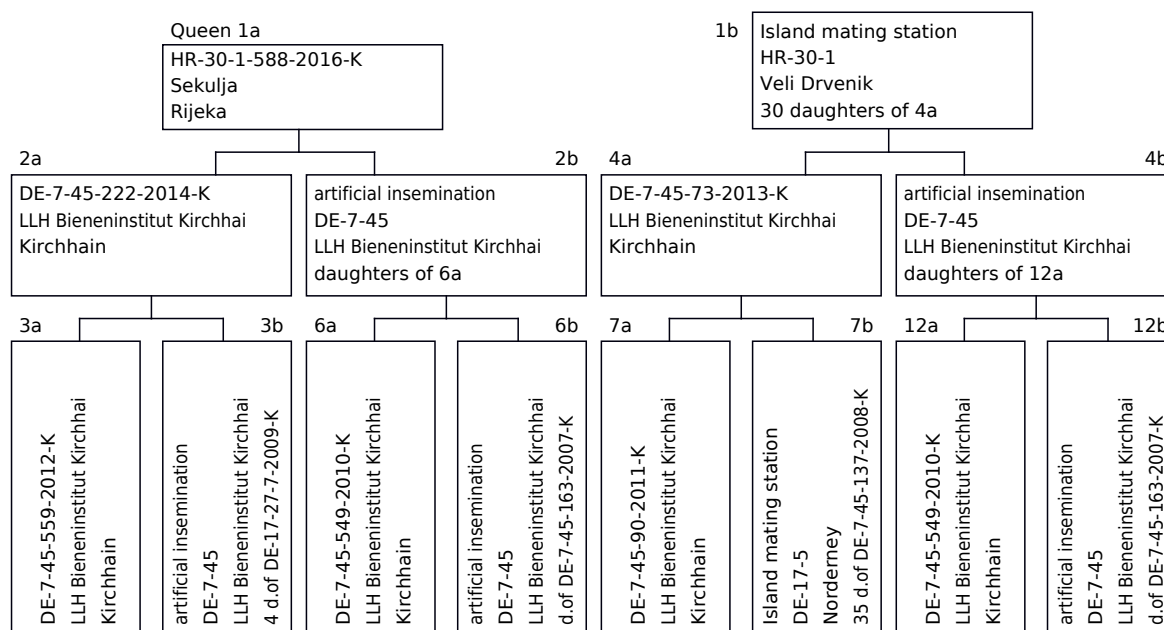 Queen 1a
HR-30-1-588-2016-K
Sekulja
Rijeka
1b
Island mating station
HR-30-1
Veli Drvenik
30 daughters of 4a
2a
DE-7-45-222-2014-K
LLH Bieneninstitut Kirchhai
Kirchhain
2b
artificial insemination
DE-7-45
LLH Bieneninstitut Kirchhai
daughters of 6a
4a
DE-7-45-73-2013-K
LLH Bieneninstitut Kirchhai
Kirchhain
4b
artificial insemination
DE-7-45
LLH Bieneninstitut Kirchhai
daughters of 12a
3a
DE-7-45-559-2012-K
LLH Bieneninstitut Kirchhai
Kirchhain
3b
artificial insemination
DE-7-45
LLH Bieneninstitut Kirchhai
4 d.of DE-17-27-7-2009-K
6a
DE-7-45-549-2010-K
LLH Bieneninstitut Kirchhai
Kirchhain
6b
artificial insemination
DE-7-45
LLH Bieneninstitut Kirchhai
d.of DE-7-45-163-2007-K
7a
DE-7-45-90-2011-K
LLH Bieneninstitut Kirchhai
Kirchhain
7b
Island mating station
DE-17-5
Norderney
35 d.of DE-7-45-137-2008-K
12a
DE-7-45-549-2010-K
LLH Bieneninstitut Kirchhai
Kirchhain
12b
artificial insemination
DE-7-45
LLH Bieneninstitut Kirchhai
d.of DE-7-45-163-2007-K